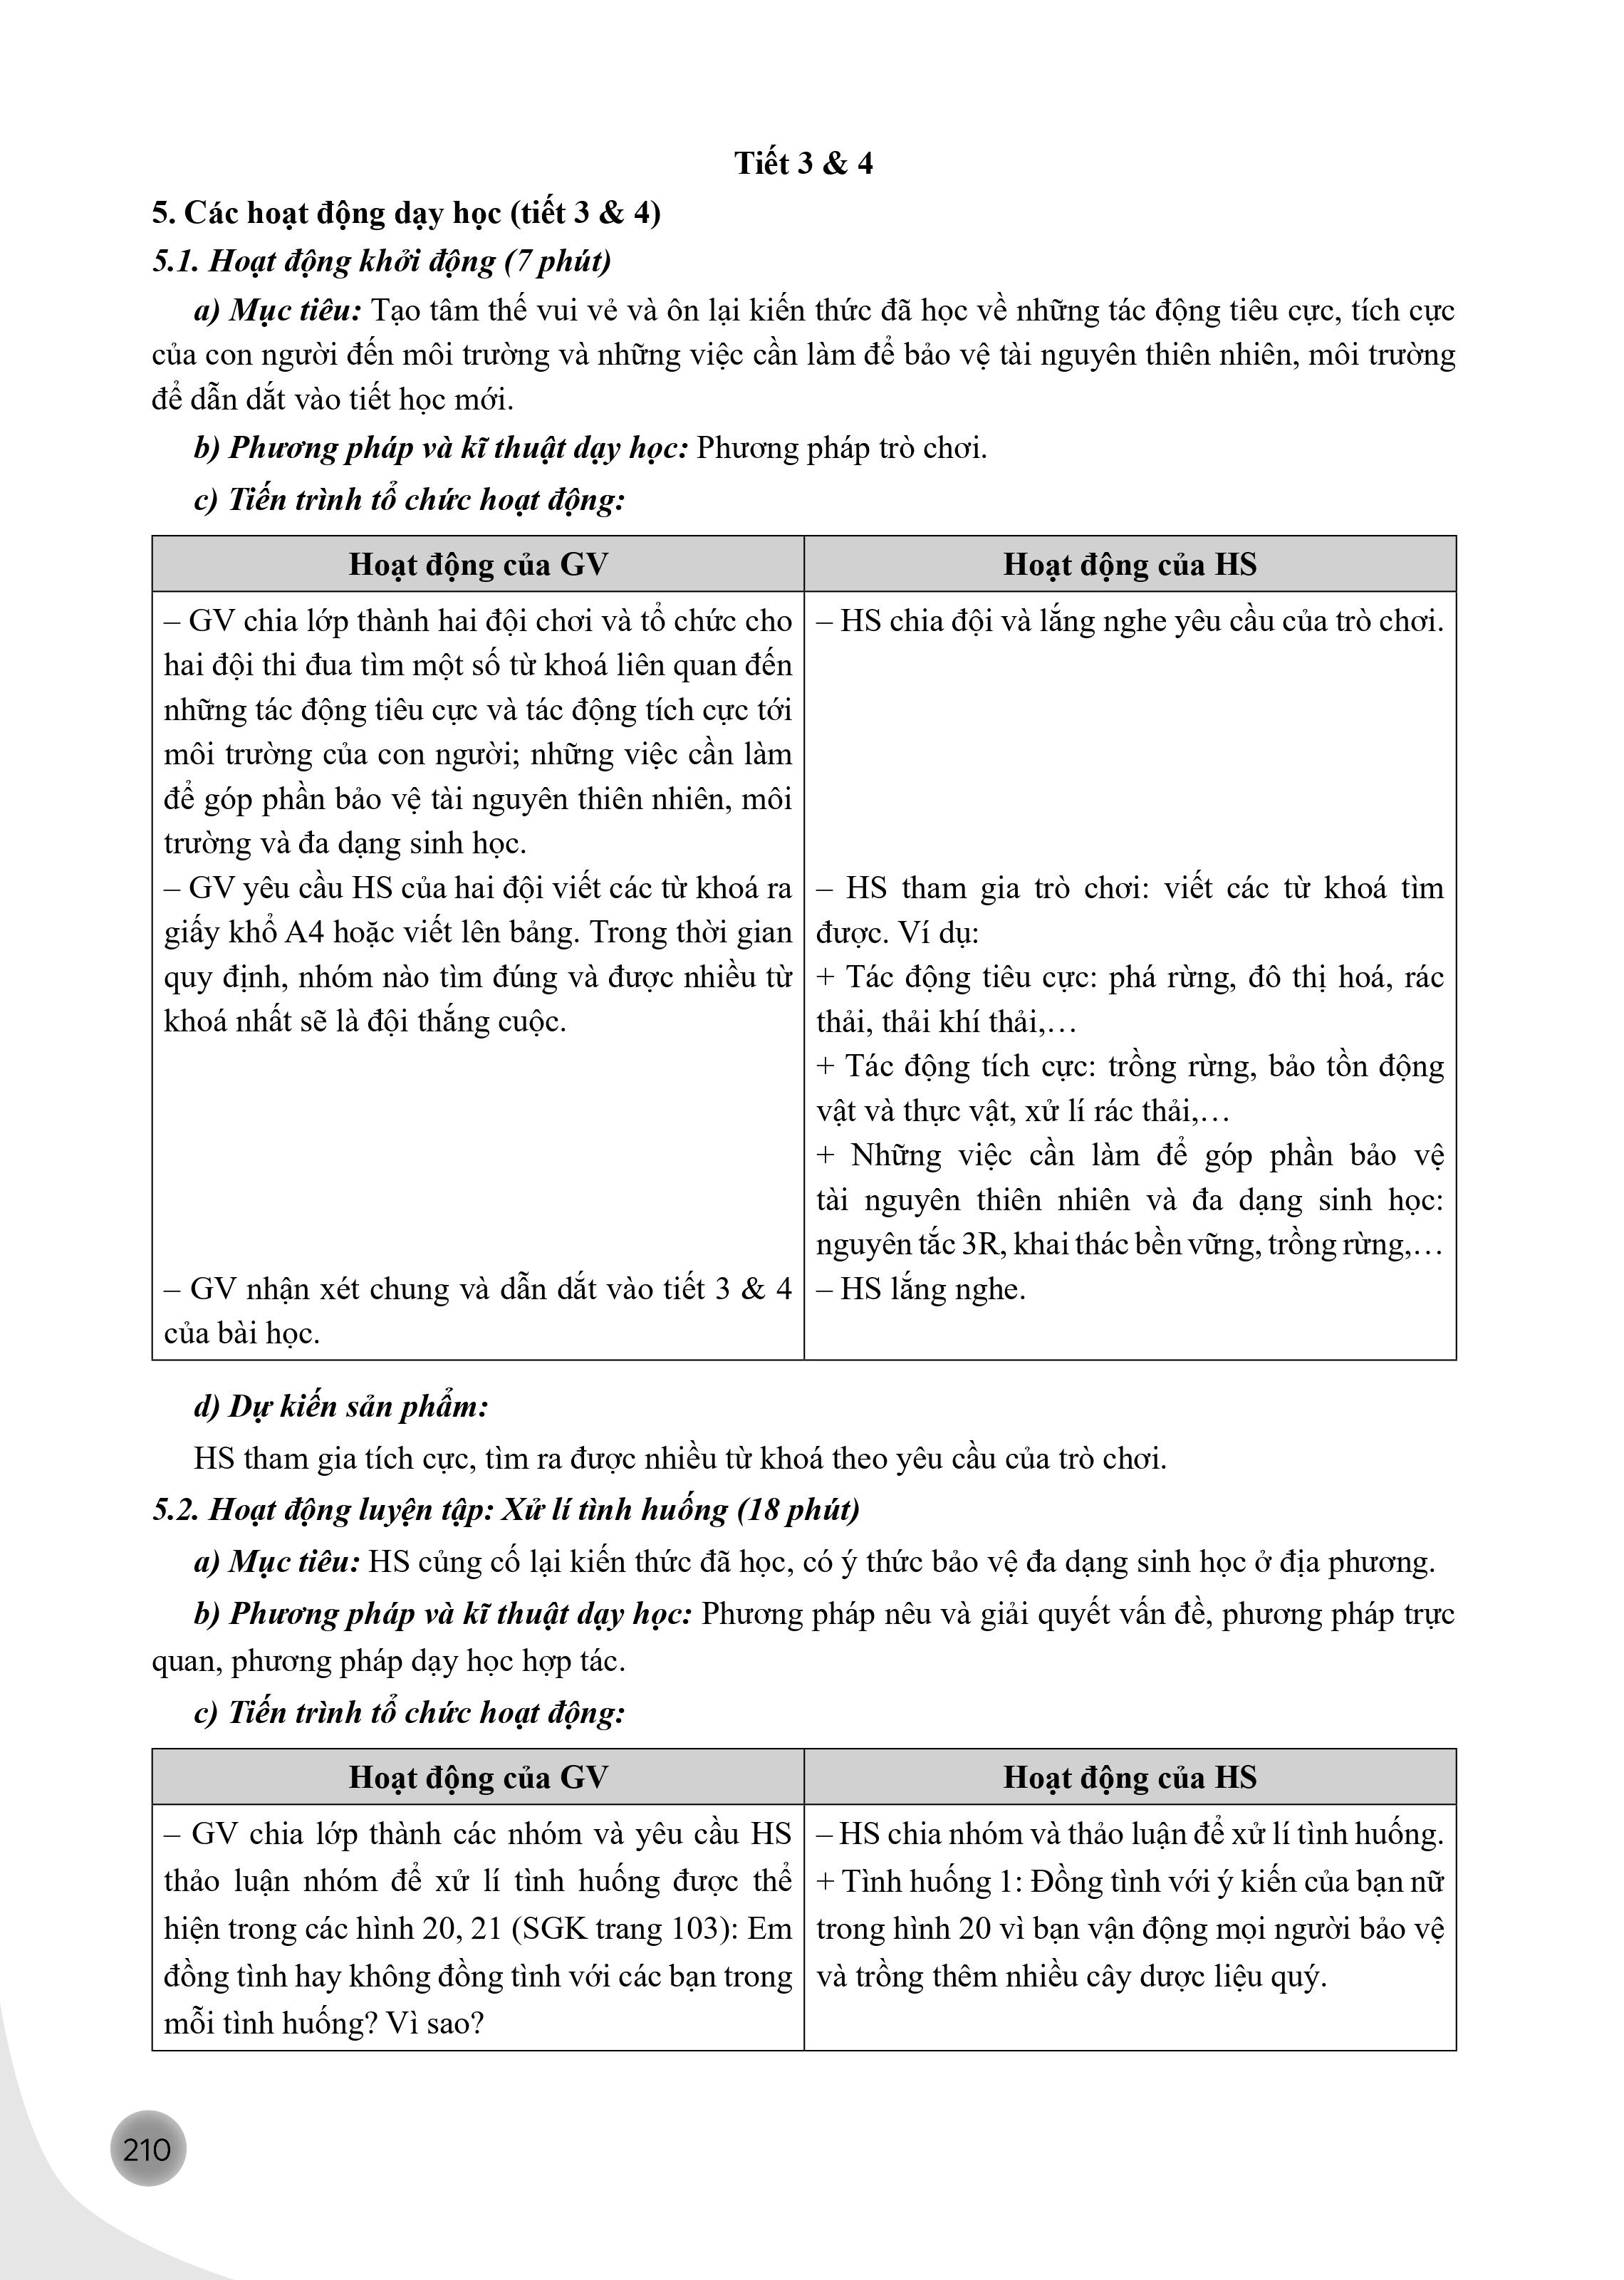 Tiết 3 & 4
5. Các hoạt động dạy học (tiết 3 & 4)
5.1. Hoạt động khởi động (7 phút)
a) Mục tiêu: Tạo tâm thế vui vẻ và ôn lại kiến thức đã học về những tác động tiêu cực, tích cực
của con người đến môi trường và những việc cần làm để bảo vệ tài nguyên thiên nhiên, môi trường
để dẫn dắt vào tiết học mới.
b) Phương pháp và kĩ thuật dạy học: Phương pháp trò chơi.
c) Tiến trình tổ chức hoạt động:
Hoạt động của GV
Hoạt động của HS
– GV chia lớp thành hai đội chơi và tổ chức cho
hai đội thi đua tìm một số từ khoá liên quan đến
những tác động tiêu cực và tác động tích cực tới
môi trường của con người; những việc cần làm
để góp phần bảo vệ tài nguyên thiên nhiên, môi
trường và đa dạng sinh học.
– HS chia đội và lắng nghe yêu cầu của trò chơi.
– GV yêu cầu HS của hai đội viết các từ khoá ra
giấy khổ A4 hoặc viết lên bảng. Trong thời gian
quy định, nhóm nào tìm đúng và được nhiều từ
khoá nhất sẽ là đội thắng cuộc.
– HS tham gia trò chơi: viết các từ khoá tìm
được. Ví dụ:
+ Tác động tiêu cực: phá rừng, đô thị hoá, rác
thải, thải khí thải,…
+ Tác động tích cực: trồng rừng, bảo tồn động
vật và thực vật, xử lí rác thải,…
+ Những việc cần làm để góp phần bảo vệ
tài nguyên thiên nhiên và đa dạng sinh học:
nguyên tắc 3R, khai thác bền vững, trồng rừng,…
– GV nhận xét chung và dẫn dắt vào tiết 3 & 4
của bài học.
– HS lắng nghe.
d) Dự kiến sản phẩm:
HS tham gia tích cực, tìm ra được nhiều từ khoá theo yêu cầu của trò chơi.
5.2. Hoạt động luyện tập: Xử lí tình huống (18 phút)
a) Mục tiêu: HS củng cố lại kiến thức đã học, có ý thức bảo vệ đa dạng sinh học ở địa phương.
b) Phương pháp và kĩ thuật dạy học: Phương pháp nêu và giải quyết vấn đề, phương pháp trực
quan, phương pháp dạy học hợp tác.
c) Tiến trình tổ chức hoạt động:
Hoạt động của GV
Hoạt động của HS
– GV chia lớp thành các nhóm và yêu cầu HS
thảo luận nhóm để xử lí tình huống được thể
hiện trong các hình 20, 21 (SGK trang 103): Em
đồng tình hay không đồng tình với các bạn trong
mỗi tình huống? Vì sao?
– HS chia nhóm và thảo luận để xử lí tình huống.
+ Tình huống 1: Đồng tình với ý kiến của bạn nữ
trong hình 20 vì bạn vận động mọi người bảo vệ
và trồng thêm nhiều cây dược liệu quý.
210